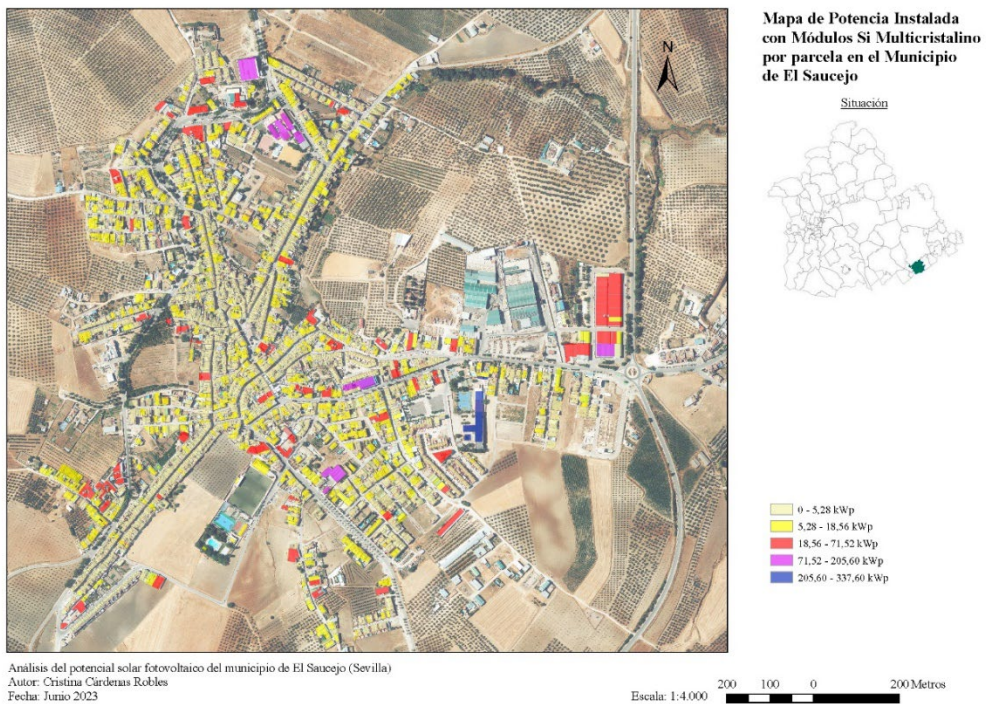 Mapa de Potencia Instalada
con Módulos Si Multicristalino
por parcela en el Municipio
de El Saucejo
Situación
N
0 - 5,28 kWp
5,28 - 18,56 kWp
18,56 - 71,52 kWp
71,52 - 205,60 kWp
205,60 - 337,60 kWp
Análisis del potencial solar fotovoltaico del municipio de El Saucejo (Sevilla)
Autor: Cristina Cárdenas Robles
Fecha: Junio 2023
Escala: 1:4.000
200 100 0 200 Metros